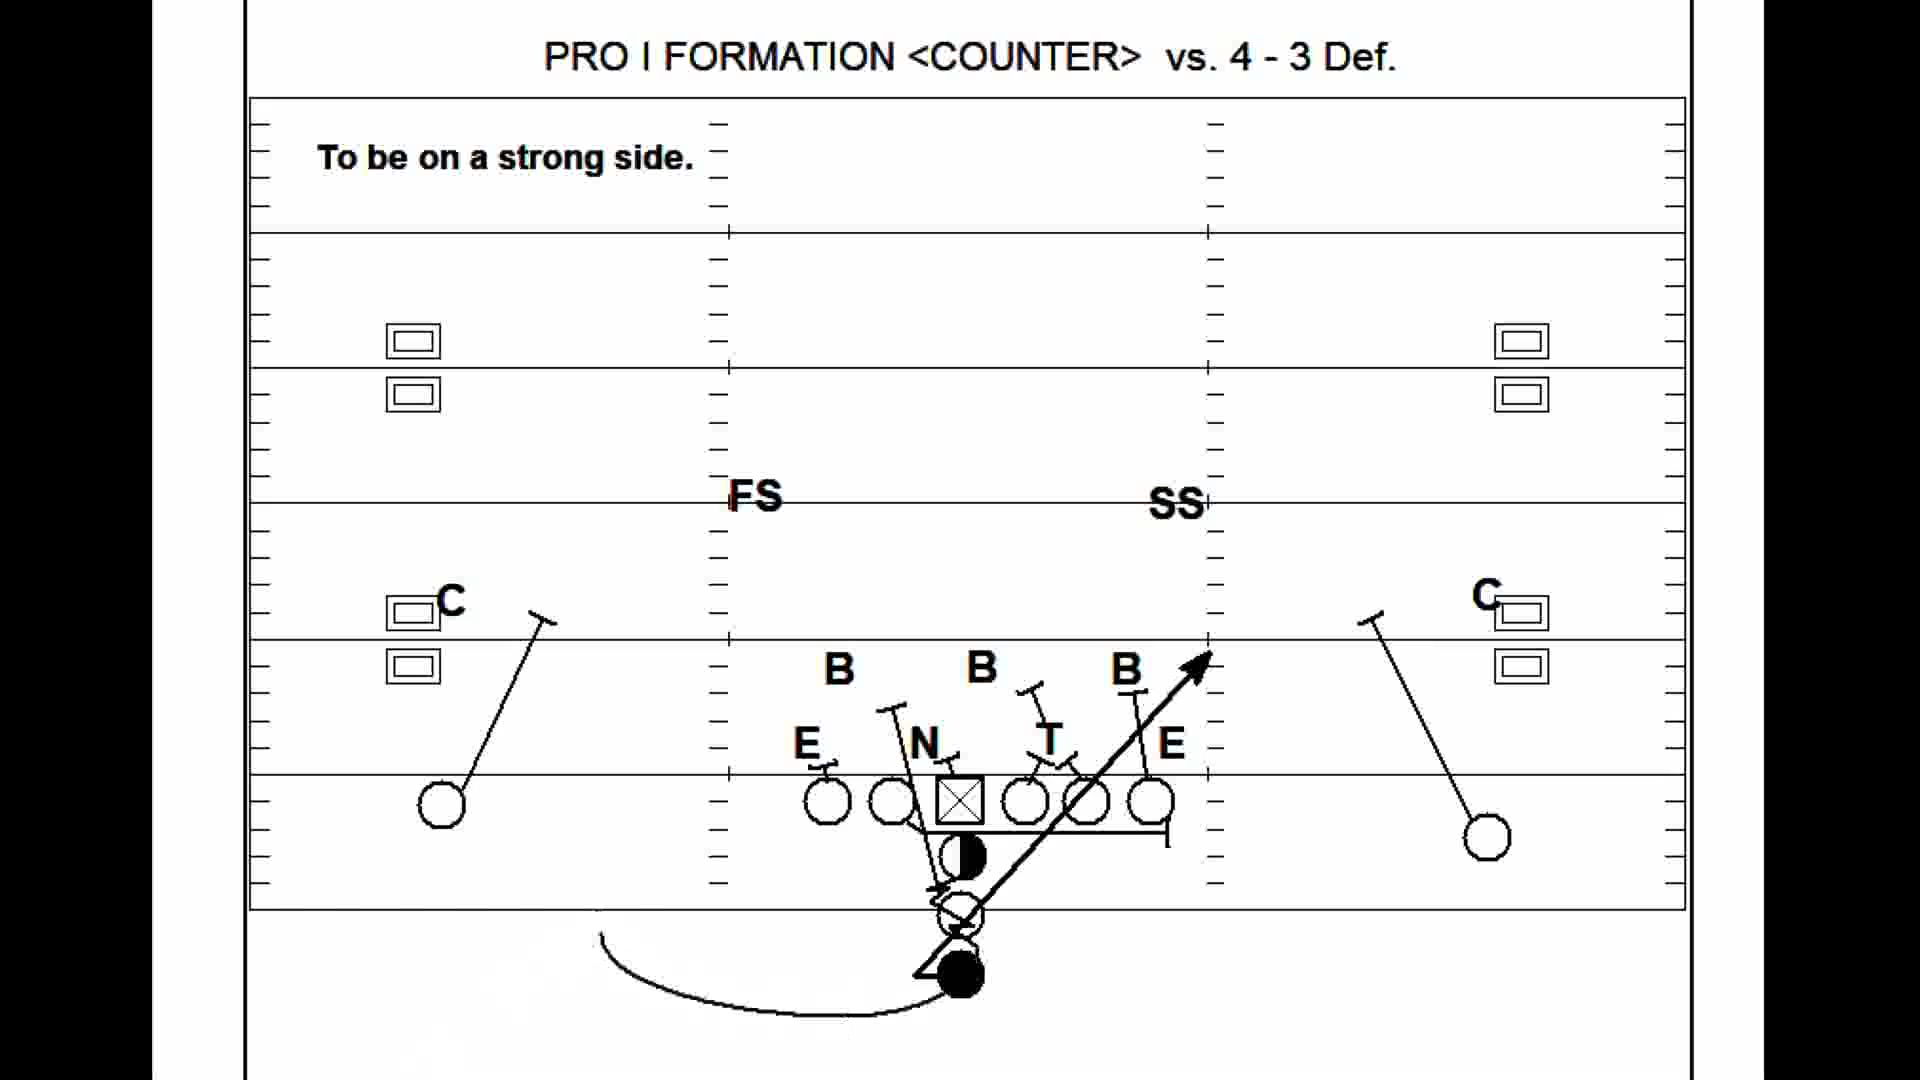 PRO I FORMATION <COUNTER> vs. 4 - 3 Def.
To be on a strong side.
FS SS
C C
B B B
E N T E